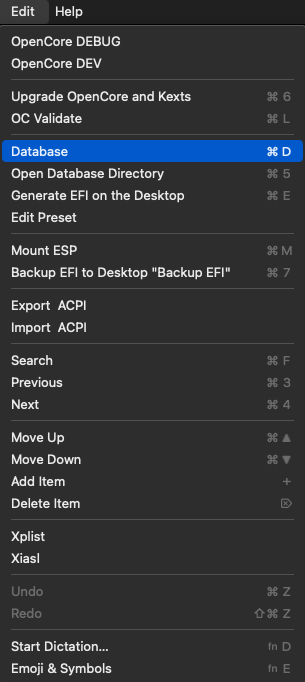 Edit Help
OpenCore DEBUG
OpenCore DEV
Upgrade OpenCore and Kexts ⌘ 6
OC Validate ⌘ L
Database ⌘ D
Open Database Directory ⌘ 5
Generate EFI on the Desktop ⌘ E
Edit Preset
Mount ESP ⌘ M
Backup EFI to Desktop "Backup EFI" ⌘ 7
Export  ACPI
Import  ACPI
Search ⌘ F
Previous ⌘ 3
Next ⌘ 4
Move Up ⌘ ▲
Move Down ⌘ ▼
Add Item +
Delete Item ⌦
Xplist
Xiasl
Undo ⌘ Z
Redo ⇧⌘ Z
Start Dictation... fn D
Emoji & Symbols fn E